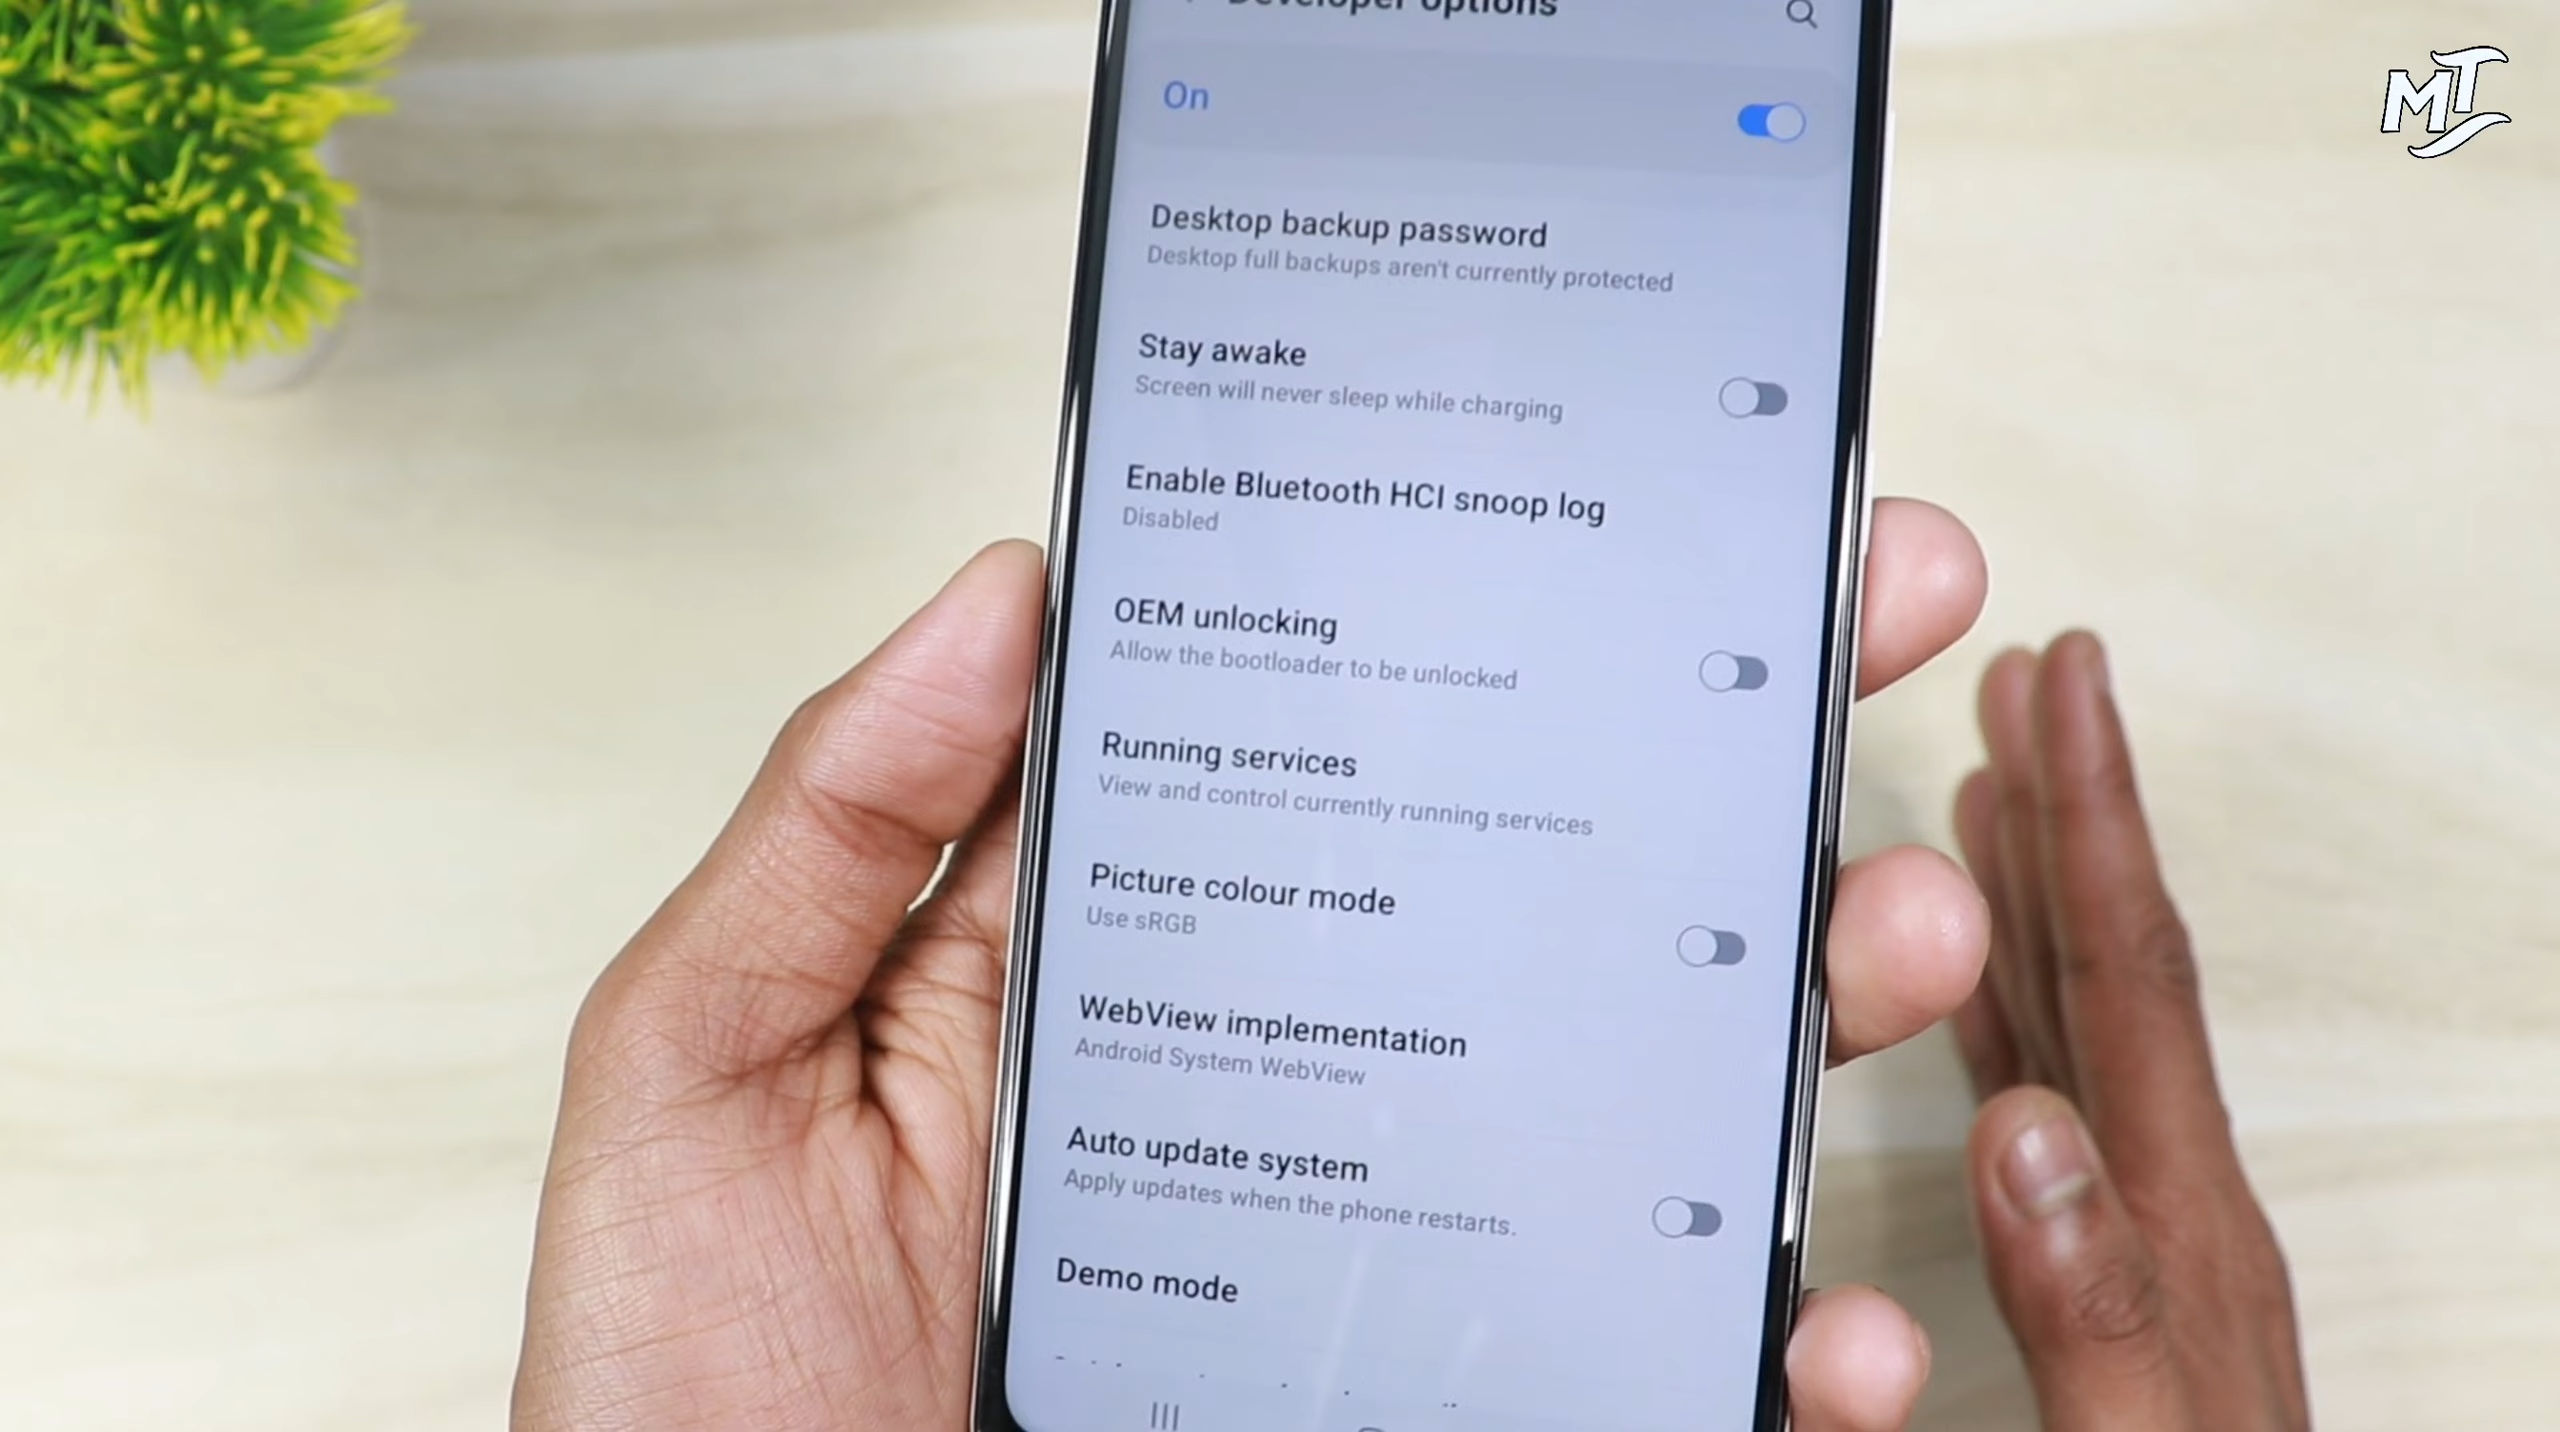 Developer options
On
Desktop backup password
Desktop full backups aren't currently protected
Stay awake
Screen will never sleep while charging
Enable Bluetooth HCI snoop log
Disabled
OEM unlocking
Allow the bootloader to be unlocked
Running services
View and control currently running services
Picture colour mode
Use sRGB
WebView implementation
Android System WebView
Auto update system
Apply updates when the phone restarts.
Demo mode
MT